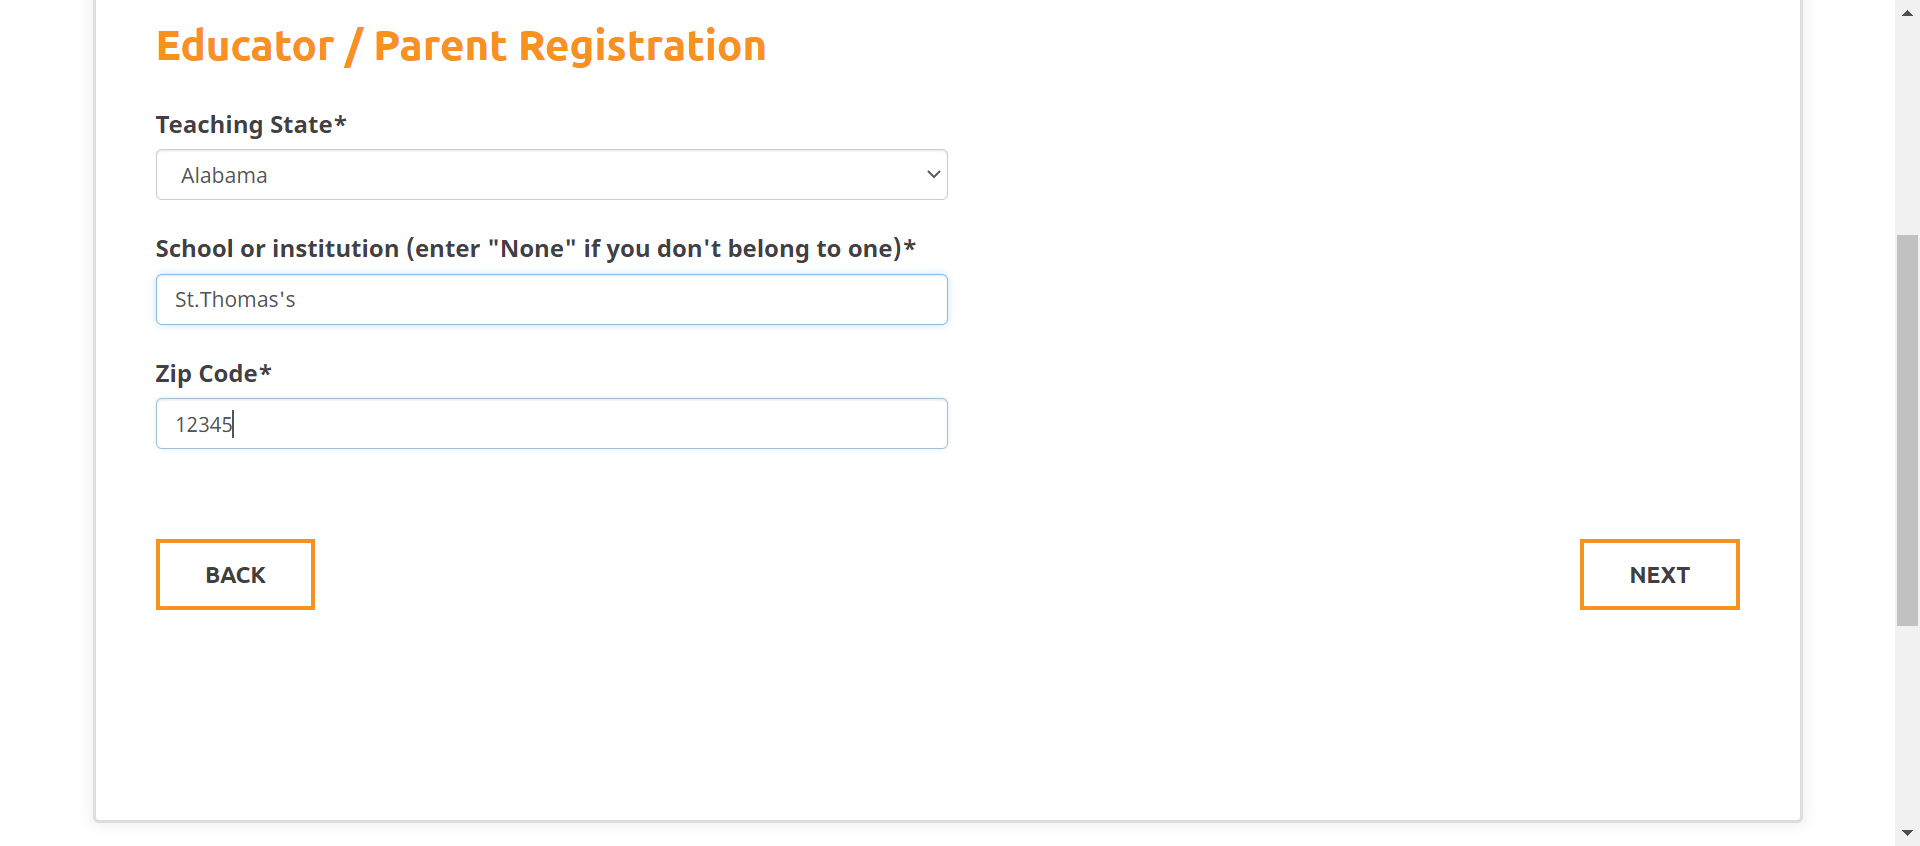 Educator / Parent Registration
Teaching State*
Alabama
School or institution (enter "None" if you don't belong to one)*
St.Thomas's
Zip Code*
12345
BACK
NEXT